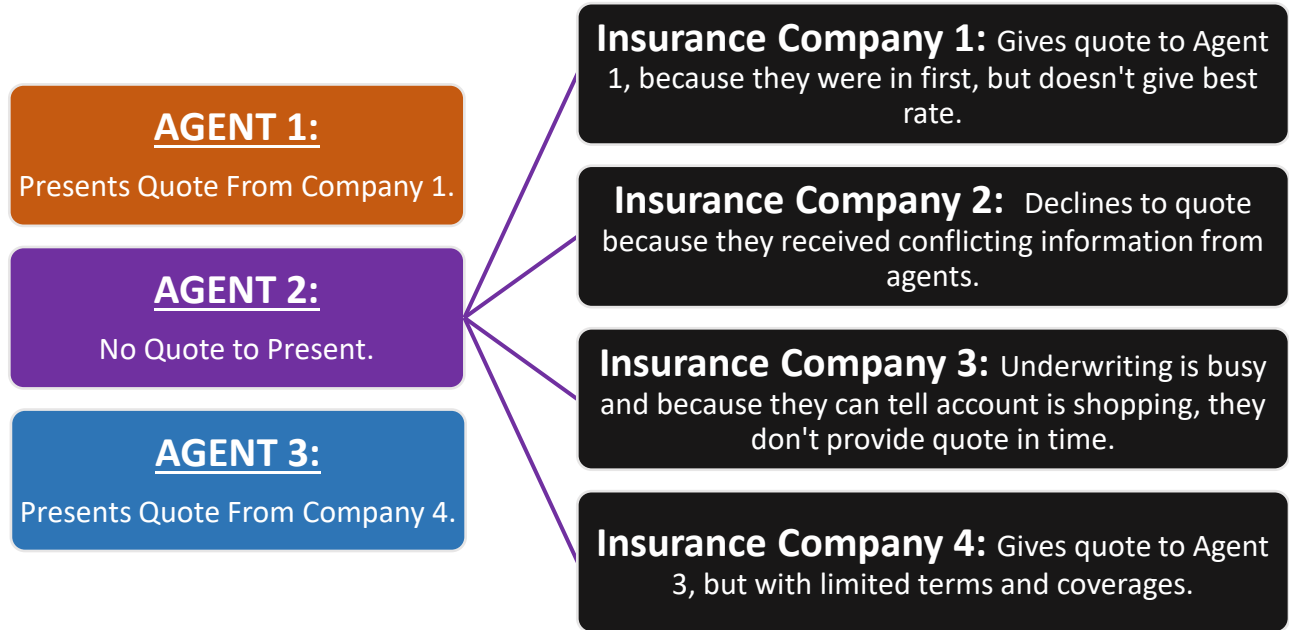 AGENT 1:
Presents Quote From Company 1.
AGENT 2:
No Quote to Present.
AGENT 3:
Presents Quote From Company 4.
Insurance Company 1: Gives quote to Agent
1, because they were in first, but doesn't give best
rate.
Insurance Company 2: Declines to quote
because they received conflicting information from
agents.
Insurance Company 3: Underwriting is busy
and because they can tell account is shopping, they
don't provide quote in time.
Insurance Company 4: Gives quote to Agent
3, but with limited terms and coverages.